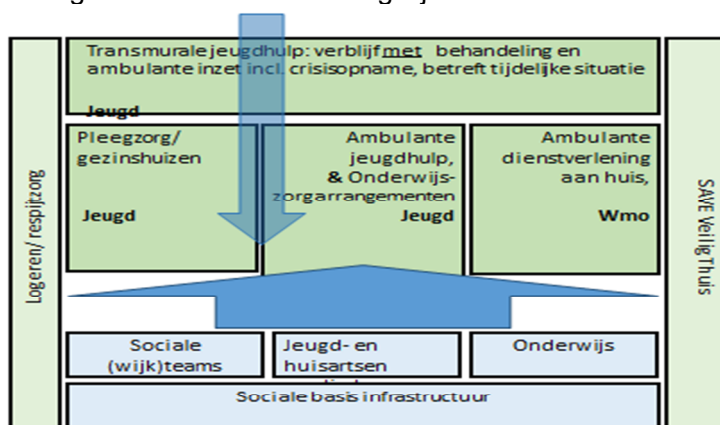 Transmurale jeugdhulp: verblijf met behandeling en
ambulante inzet incl. crisisopname, betreft tijdelijke situatie
Jeugd
Logeren/ respijtzorg
Pleegzorg/
gezinshuizen
Jeugd
Ambulante
jeugdhulp,
& Onderwijs-
zorgarrangementen
Jeugd
Ambulante
dienstverlening
aan huis,
Wmo
SAVE Veilig Thuis
Sociale
(wijk)teams
Jeugd- en
huisartsen
Onderwijs
Sociale basis infrastructuur